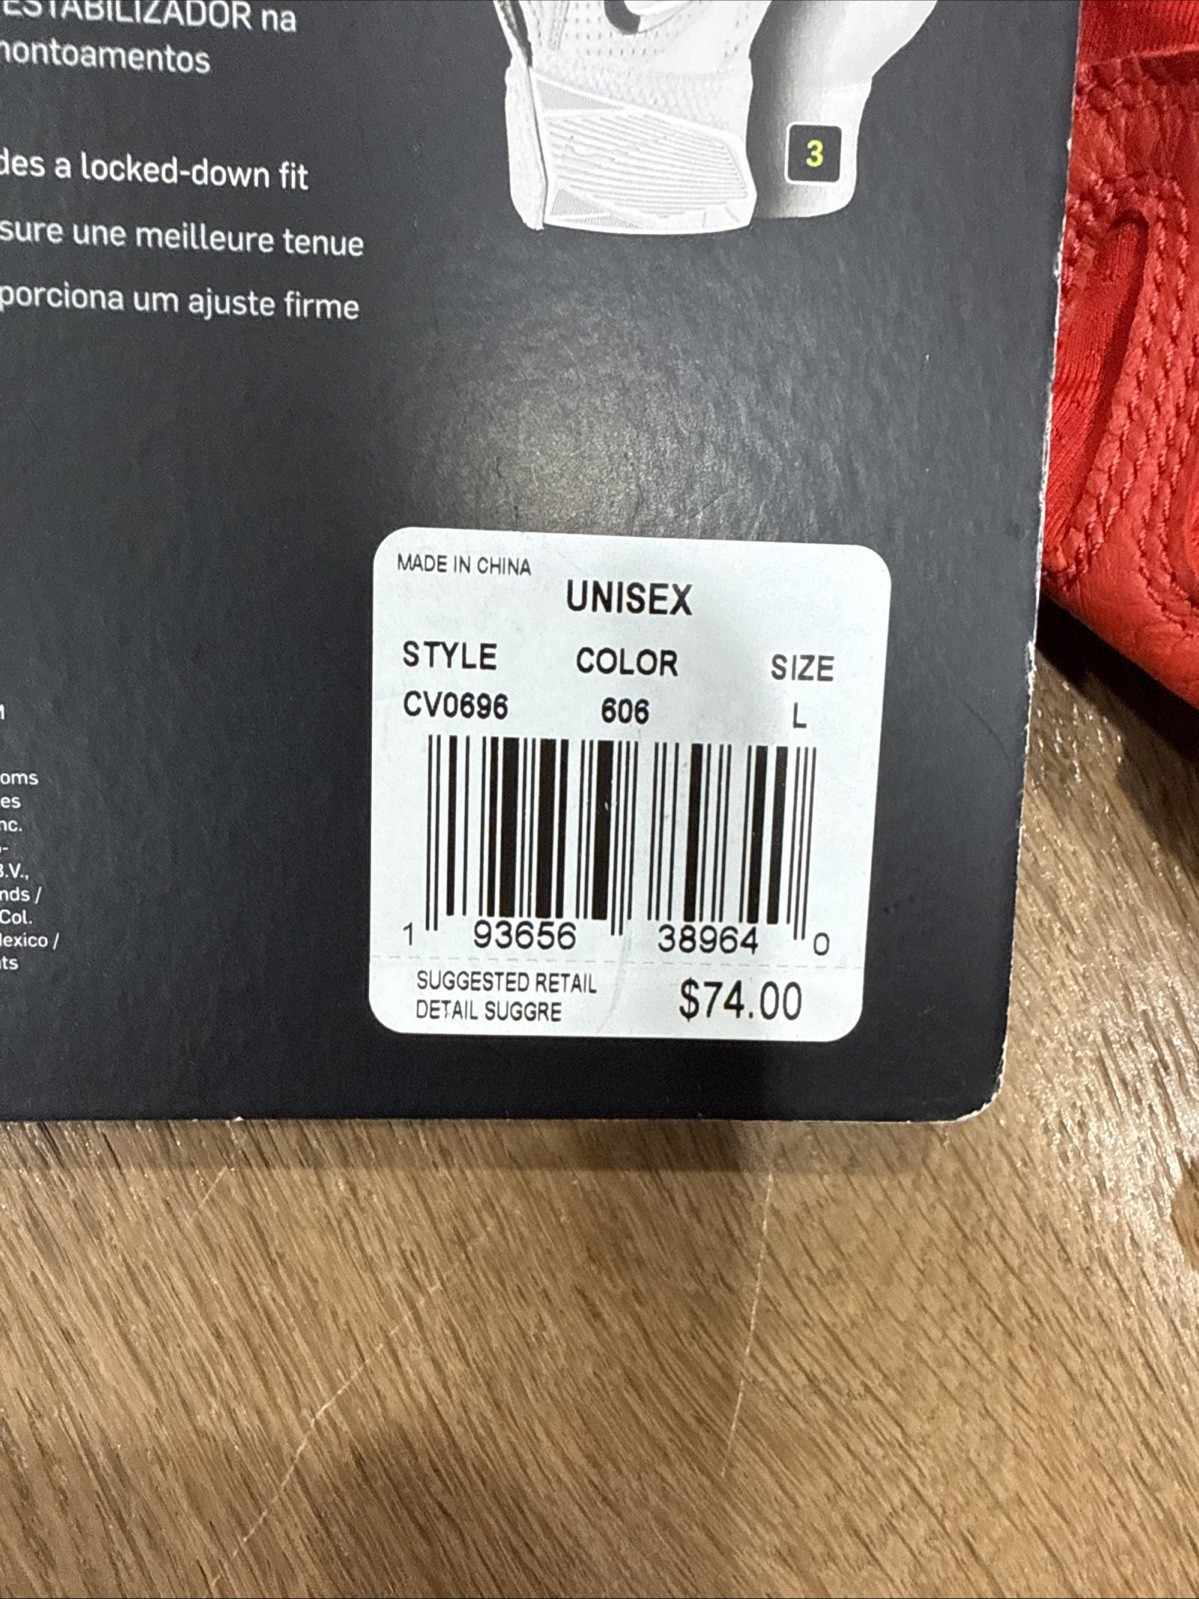 ESTABILIZADOR na
montoamentos
des a locked-down fit
sure une meilleure tenue
porciona um ajuste firme
3
MADE IN CHINA
UNISEX
STYLE COLOR SIZE
CV0696 606 L
1 93656 38964 0
SUGGESTED RETAIL
DETAIL SUGGRE
$74.00
oms
es
nc.
B.V.,
nds /
Col.
Mexico /
ts